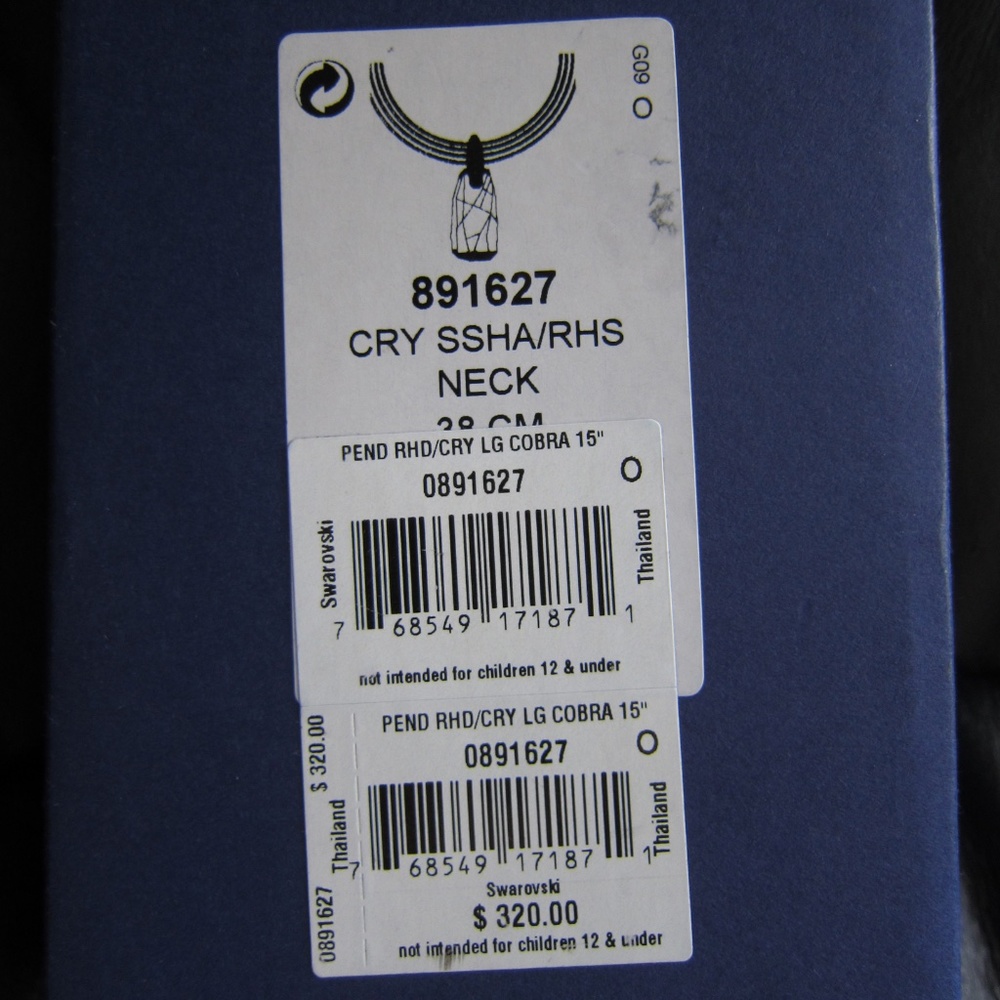 G09 O
891627
CRY SSHA/RHS
NECK
38 CM
PEND RHD/CRY LG COBRA 15"
0891627
O
Swarovski
Thailand
7 68549 17187 1
not intended for children 12 & under
PEND RHD/CRY LG COBRA 15"
0891627
O
$ 320.00
Thailand
0891627
Thailand
7 68549 17187 1
Swarovski
$ 320.00
not intended for children 12 & under